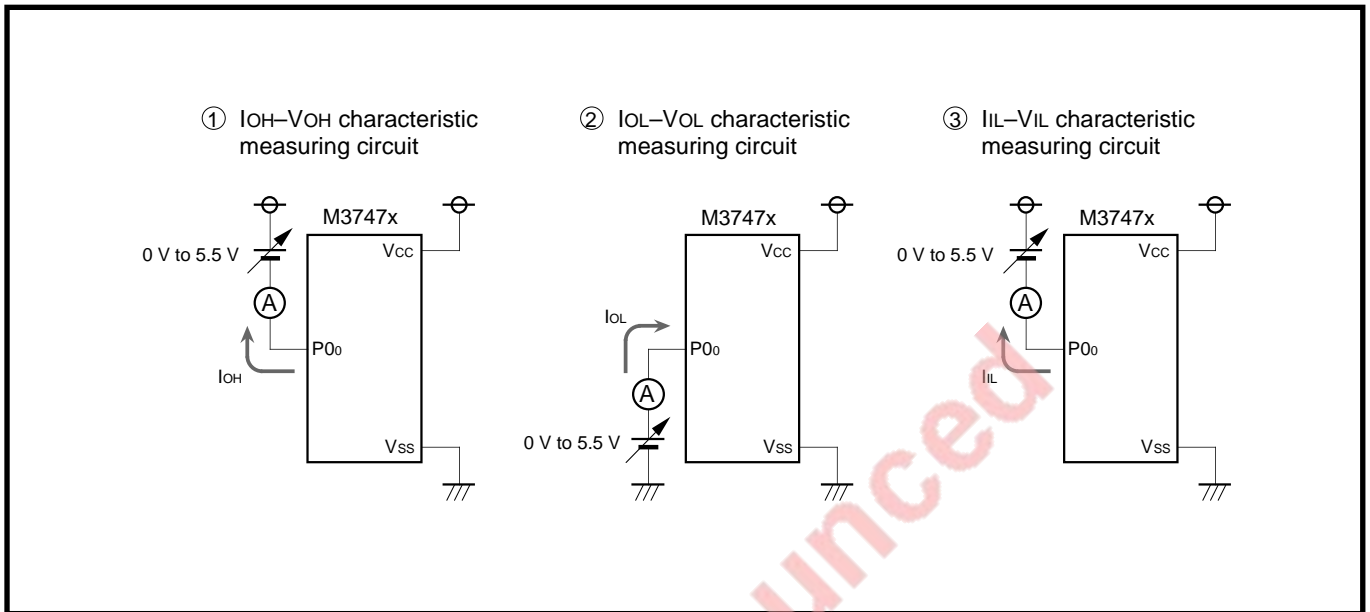 ① IOH–VOH characteristic
measuring circuit
M3747x
VCC
0 V to 5.5 V
A
P00
IOH
VSS
② IOL–VOL characteristic
measuring circuit
M3747x
VCC
IOL
P00
A
0 V to 5.5 V
VSS
③ IIL–VIL characteristic
measuring circuit
M3747x
VCC
0 V to 5.5 V
A
P00
IIL
VSS
unced